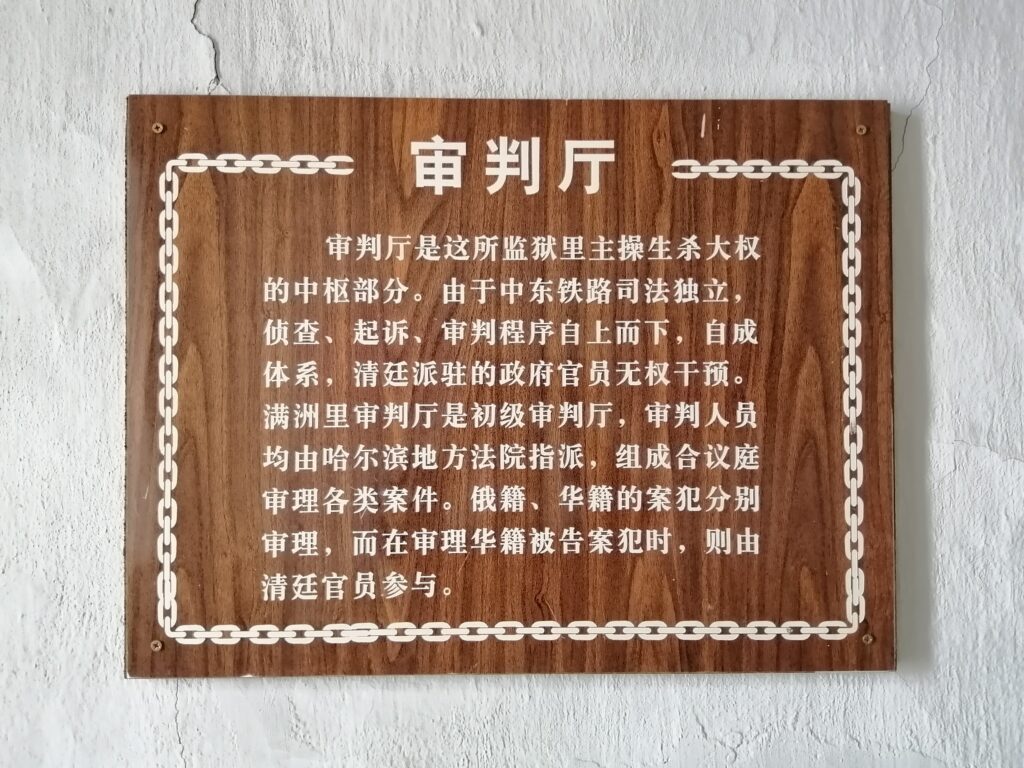 审判厅
审判厅是这所监狱里主操生杀大权
的中枢部分。由于中东铁路司法独立，
侦查、起诉、审判程序自上而下，自成
体系，清廷派驻的政府官员无权干预。
满洲里审判厅是初级审判厅，审判人员
均由哈尔滨地方法院指派，组成合议庭
审理各类案件。俄籍、华籍的案犯分别
审理，而在审理华籍被告案犯时，则由
清廷官员参与。